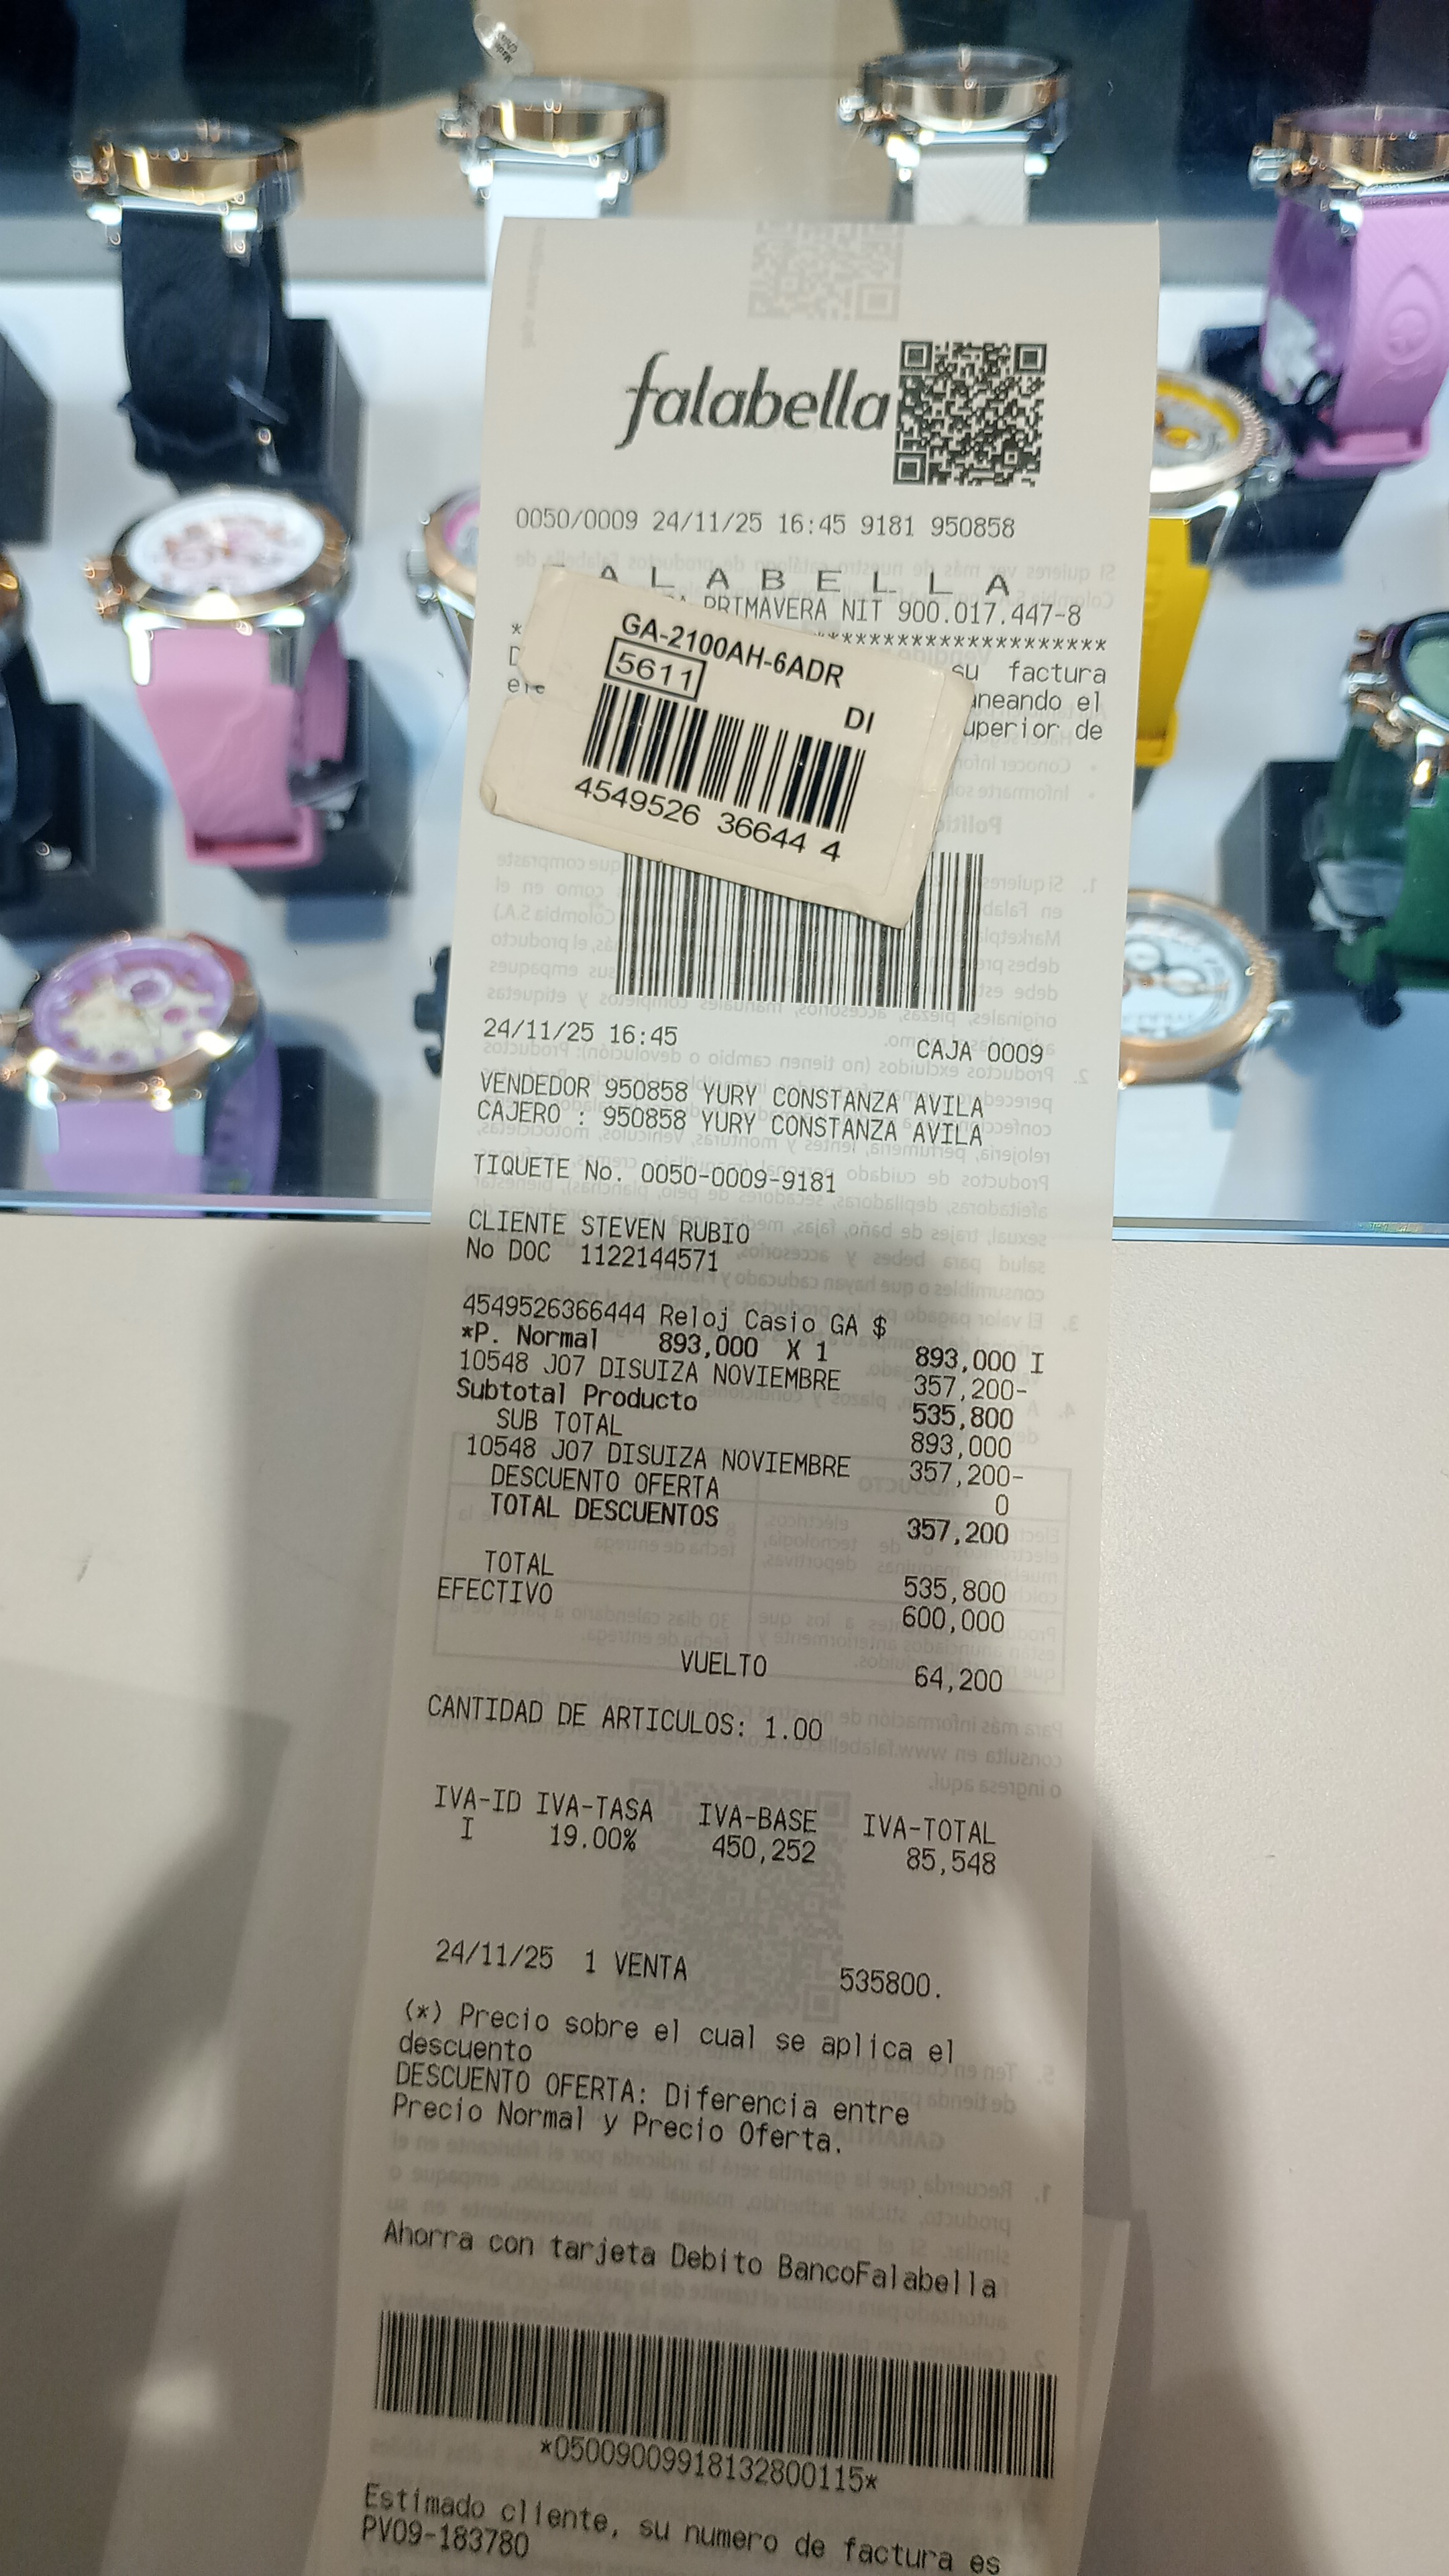 falabella
0050/0009 24/11/25 16:45 9181 950858
A L A B E L L A
PRIMAVERA NIT 900.017.447-8
*********************
su factura
aneando el
uperior de
GA-2100AH-6ADR
5611
DI
4549526 36644 4
24/11/25 16:45 CAJA 0009
VENDEDOR 950858 YURY CONSTANZA AVILA
CAJERO : 950858 YURY CONSTANZA AVILA
TIQUETE No. 0050-0009-9181
CLIENTE STEVEN RUBIO
No DOC 1122144571
4549526366444 Reloj Casio GA $
*P. Normal 893,000 X 1 893,000 I
10548 J07 DISUIZA NOVIEMBRE 357,200-
Subtotal Producto 535,800
SUB TOTAL 893,000
10548 J07 DISUIZA NOVIEMBRE 357,200-
DESCUENTO OFERTA 0
TOTAL DESCUENTOS 357,200
TOTAL 535,800
EFECTIVO 600,000
VUELTO 64,200
CANTIDAD DE ARTICULOS: 1.00
IVA-ID IVA-TASA IVA-BASE IVA-TOTAL
I 19.00% 450,252 85,548
24/11/25 1 VENTA 535800.
(*) Precio sobre el cual se aplica el
descuento
DESCUENTO OFERTA: Diferencia entre
Precio Normal y Precio Oferta.
Ahorra con tarjeta Debito BancoFalabella
*05009009918132800115*
Estimado cliente, su numero de factura es
PV09-183780